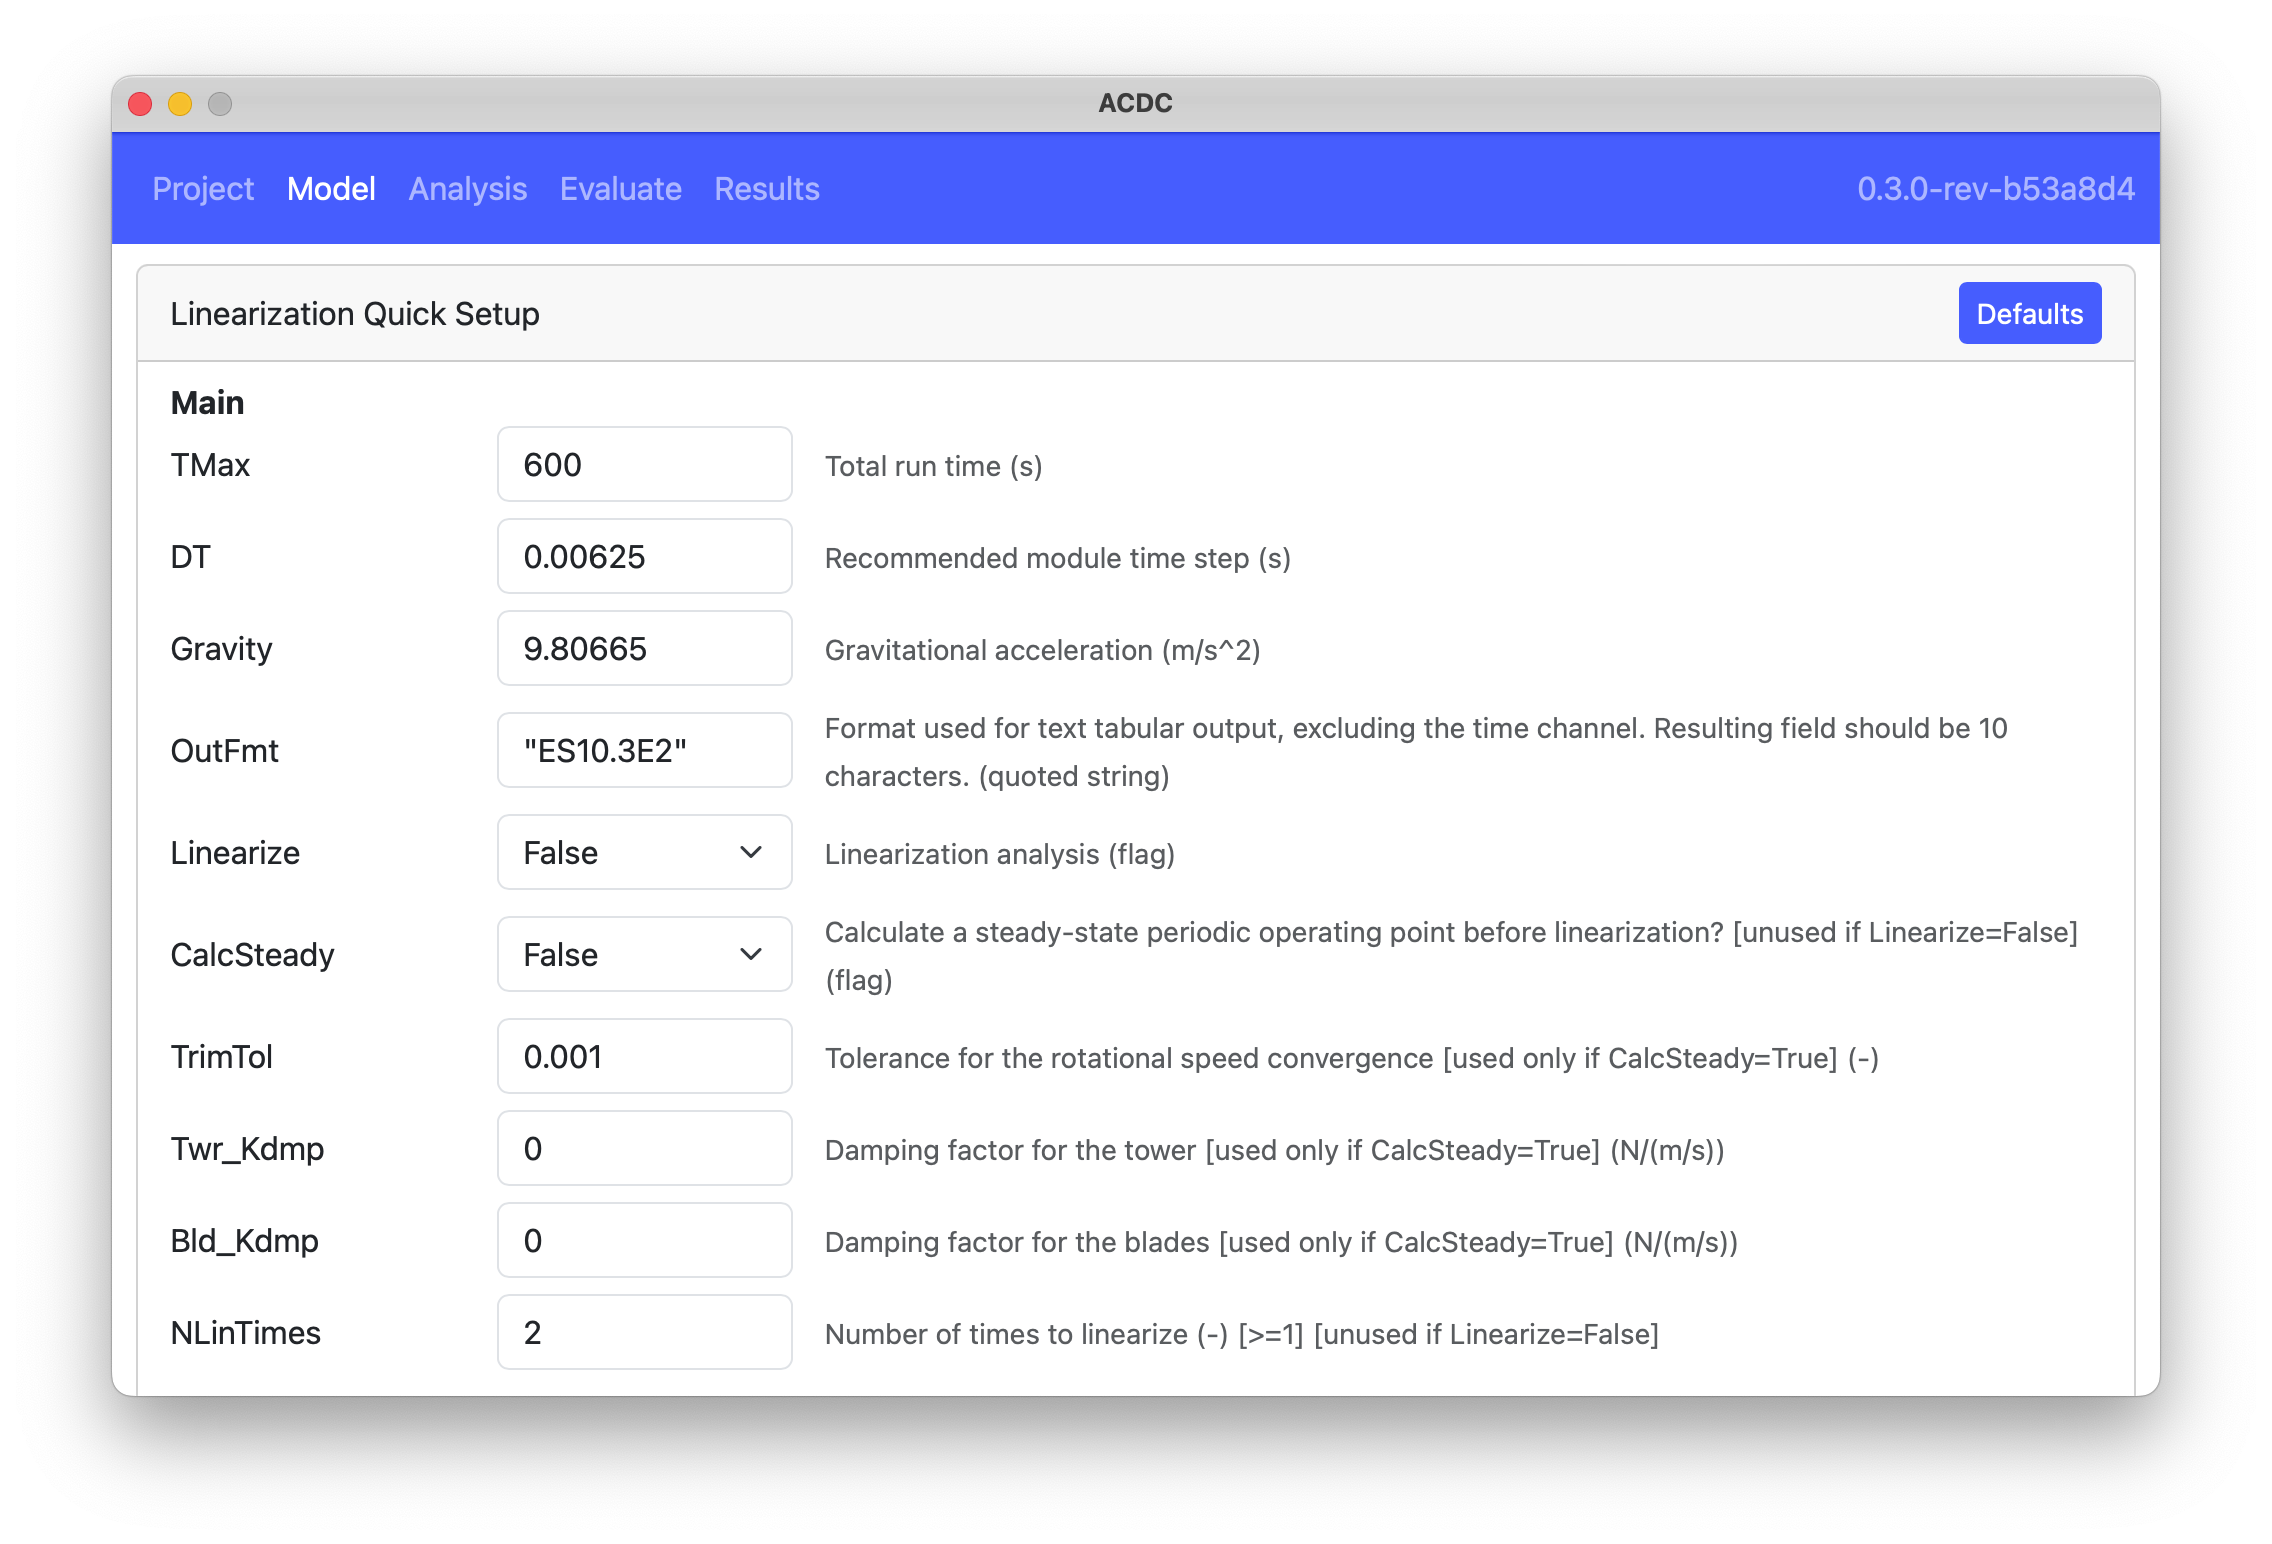 ACDC
Project Model Analysis Evaluate Results 0.3.0-rev-b53a8d4
Linearization Quick Setup Defaults
Main
TMax 600 Total run time (s)
DT 0.00625 Recommended module time step (s)
Gravity 9.80665 Gravitational acceleration (m/s^2)
OutFmt "ES10.3E2" Format used for text tabular output, excluding the time channel. Resulting field should be 10
characters. (quoted string)
Linearize False Linearization analysis (flag)
CalcSteady False Calculate a steady-state periodic operating point before linearization? [unused if Linearize=False]
(flag)
TrimTol 0.001 Tolerance for the rotational speed convergence [used only if CalcSteady=True] (-)
Twr_Kdmp 0 Damping factor for the tower [used only if CalcSteady=True] (N/(m/s))
Bld_Kdmp 0 Damping factor for the blades [used only if CalcSteady=True] (N/(m/s))
NLinTimes 2 Number of times to linearize (-) [>=1] [unused if Linearize=False]